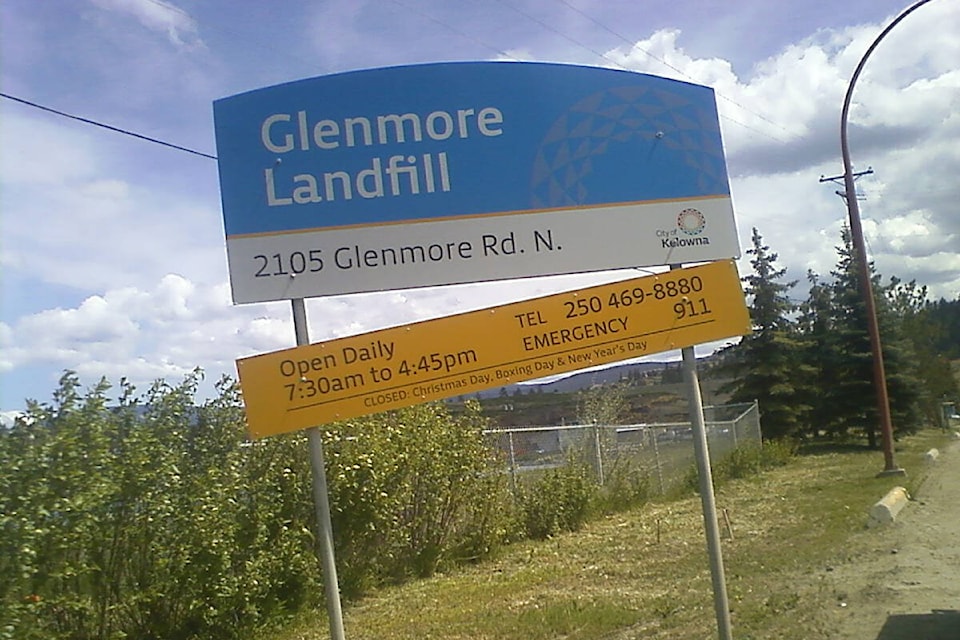 Glenmore
Landfill
2105 Glenmore Rd. N.
City of
Kelowna
Open Daily
7:30am to 4:45pm
TEL 250 469-8880
EMERGENCY 911
CLOSED: Christmas Day, Boxing Day & New Year's Day